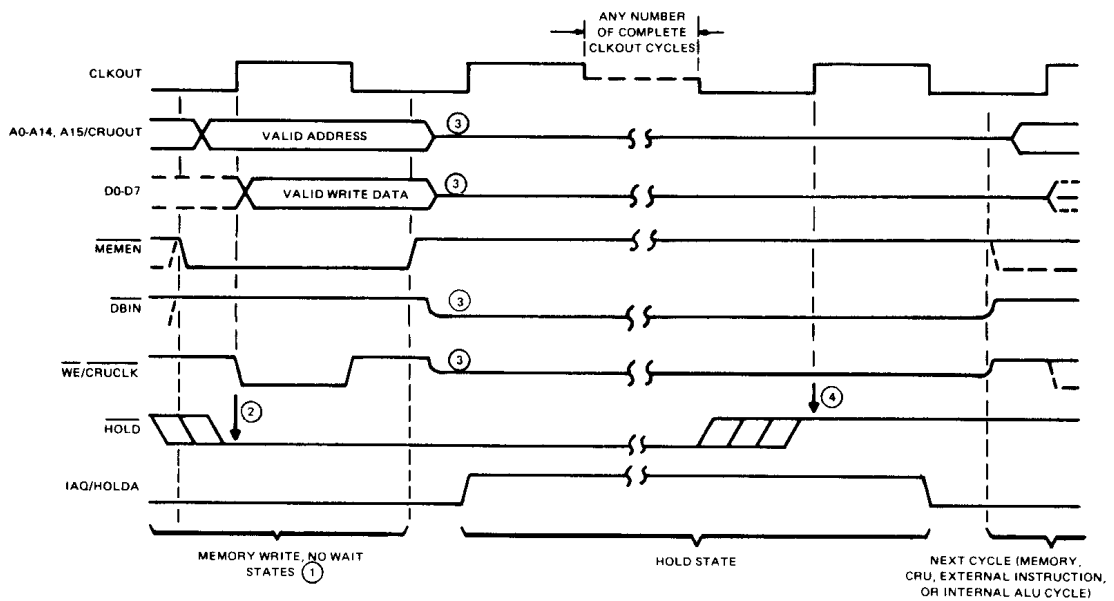 ANY NUMBER
OF COMPLETE
CLKOUT CYCLES
CLKOUT
A0-A14, A15/CRUOUT
VALID ADDRESS
3
D0-D7
VALID WRITE DATA
3
MEMEN
DBIN
3
WE/CRUCLK
3
2
4
HOLD
IAQ/HOLDA
MEMORY WRITE, NO WAIT
STATES 1
HOLD STATE
NEXT CYCLE (MEMORY,
CRU, EXTERNAL INSTRUCTION,
OR INTERNAL ALU CYCLE)